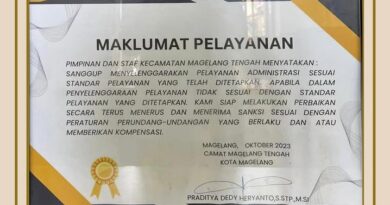 MAKLUMAT PELAYANAN
PIMPINAN DAN STAF KECAMATAN MAGELANG TENGAH MENYATAKAN :
SANGGUP MENYELENGGARAKAN PELAYANAN ADMINISTRASI SESUAI
STANDAR PELAYANAN YANG TELAH DITETAPKAN. APABILA DALAM
PENYELENGGARAAN PELAYANAN TIDAK SESUAI DENGAN STANDAR
PELAYANAN YANG DITETAPKAN. KAMI SIAP MELAKUKAN PERBAIKAN
SECARA TERUS MENERUS DAN MENERIMA SANKSI SESUAI DENGAN
PERATURAN PERUNDANG-UNDANGAN YANG BERLAKU DAN ATAU
MEMBERIKAN KOMPENSASI.
MAGELANG, OKTOBER 2023
CAMAT MAGELANG TENGAH
KOTA MAGELANG
PRADITYA DEDY HERYANTO,S.STP.,M.SI